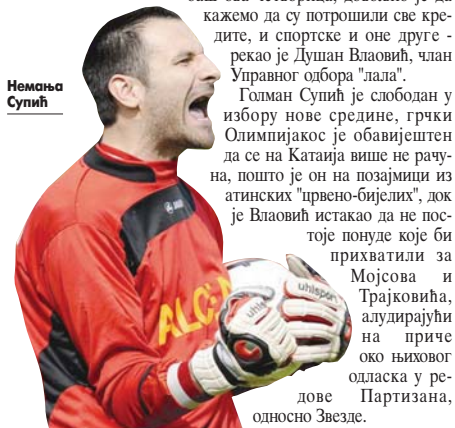 кажемо да су потрошили све кре-
дите, и спортске и оне друге -
рекао је Душан Влаовић, члан
Управног одбора "лала".
Голман Супић је слободан у
избору нове средине, грчки
Олимпијакос је обавијештен
да се на Катаија више не рачу-
на, пошто је он на позајмици из
атинских "црвено-бијелих", док
је Влаовић истакао да не пос-
тоје понуде које би
прихватили за
Мојсова и
Трајковића,
алудирајући
на приче
око њиховог
одласка у ре-
дове Партизана,
односно Звезде.
Немања
Супић
uhlsport
uhlsport